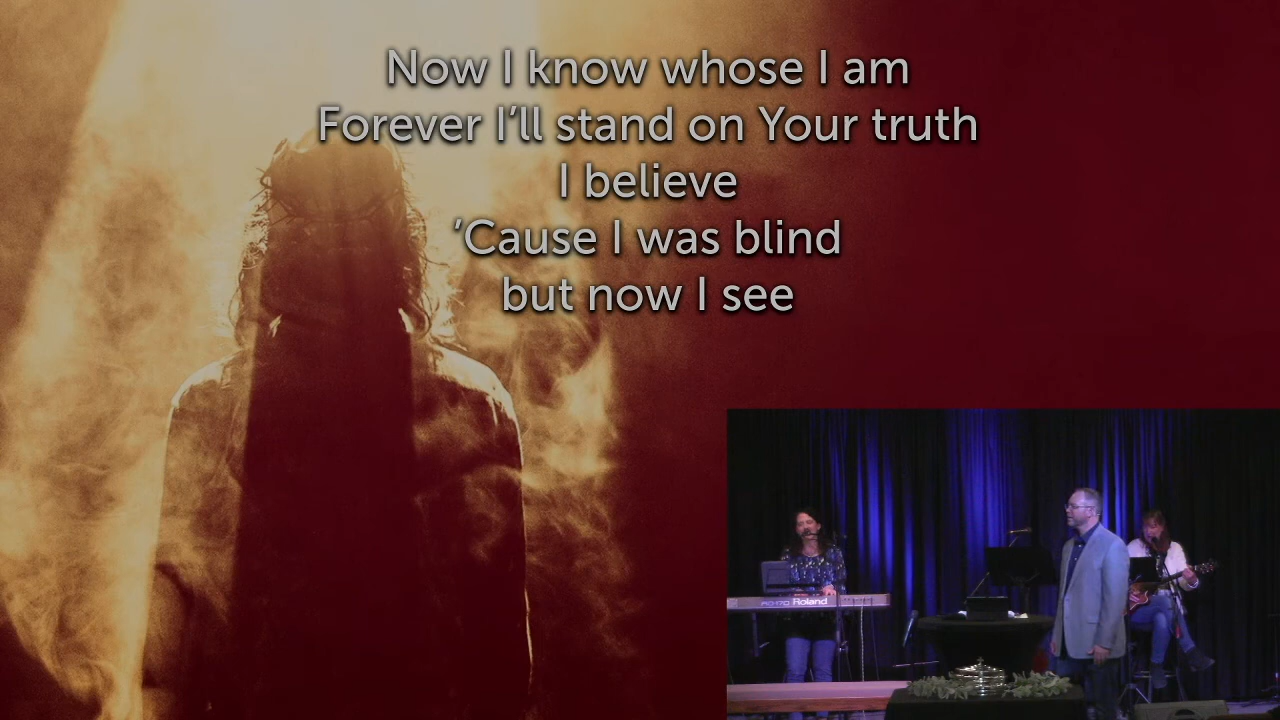 Now I know whose I am
Forever I’ll stand on Your truth
I believe
’Cause I was blind
but now I see
Roland